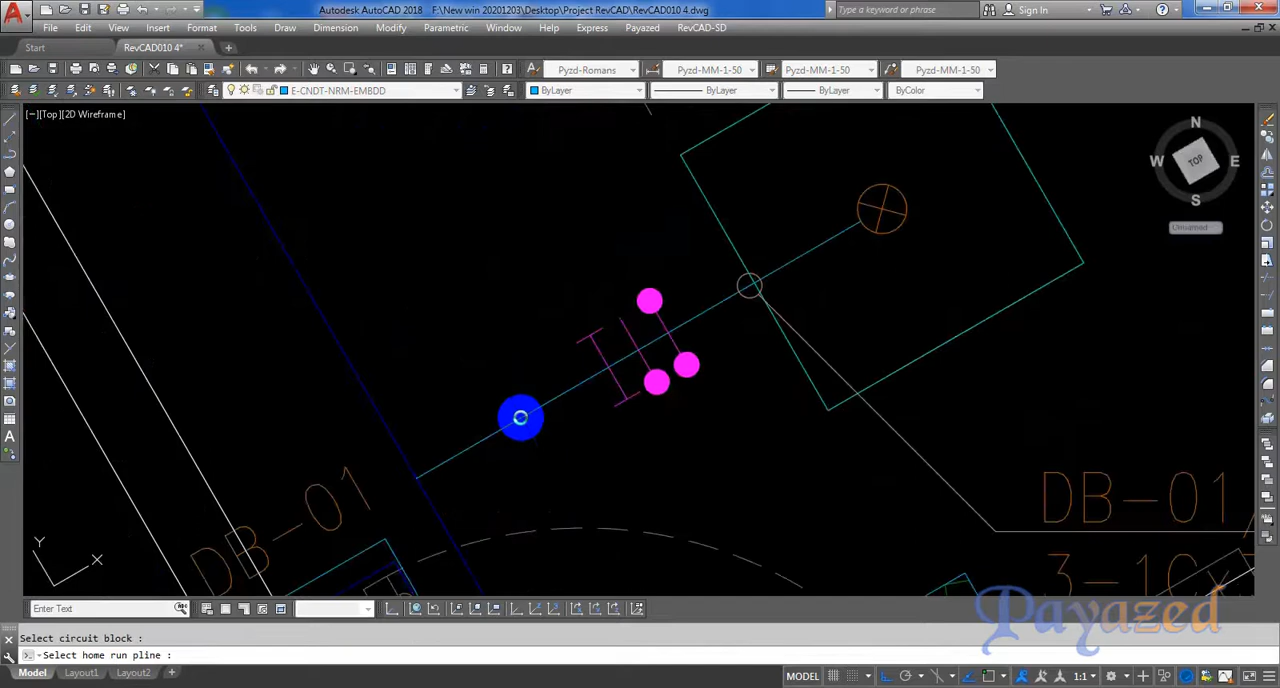 Autodesk AutoCAD 2018 F:\New win 20201203\Desktop\Project RevCAD\RevCAD010 4.dwg
Type a keyword or phrase
Sign In
File Edit View Insert Format Tools Draw Dimension Modify Parametric Window Help Express Payazed RevCAD-SD
Start
RevCAD010 4*
Pyzd-Romans
Pyzd-MM-1-50
Pyzd-MM-1-50
Pyzd-MM-1-50
E-CNDT-NRM-EMBDD
ByLayer
ByLayer
ByLayer
ByColor
[−][Top][2D Wireframe]
N
W TOP E
S
Unnamed
DB-01
DB-01
Y
X
Payazed
Enter Text
Select circuit block :
Select home run pline :
Model Layout1 Layout2 +
MODEL
1:1